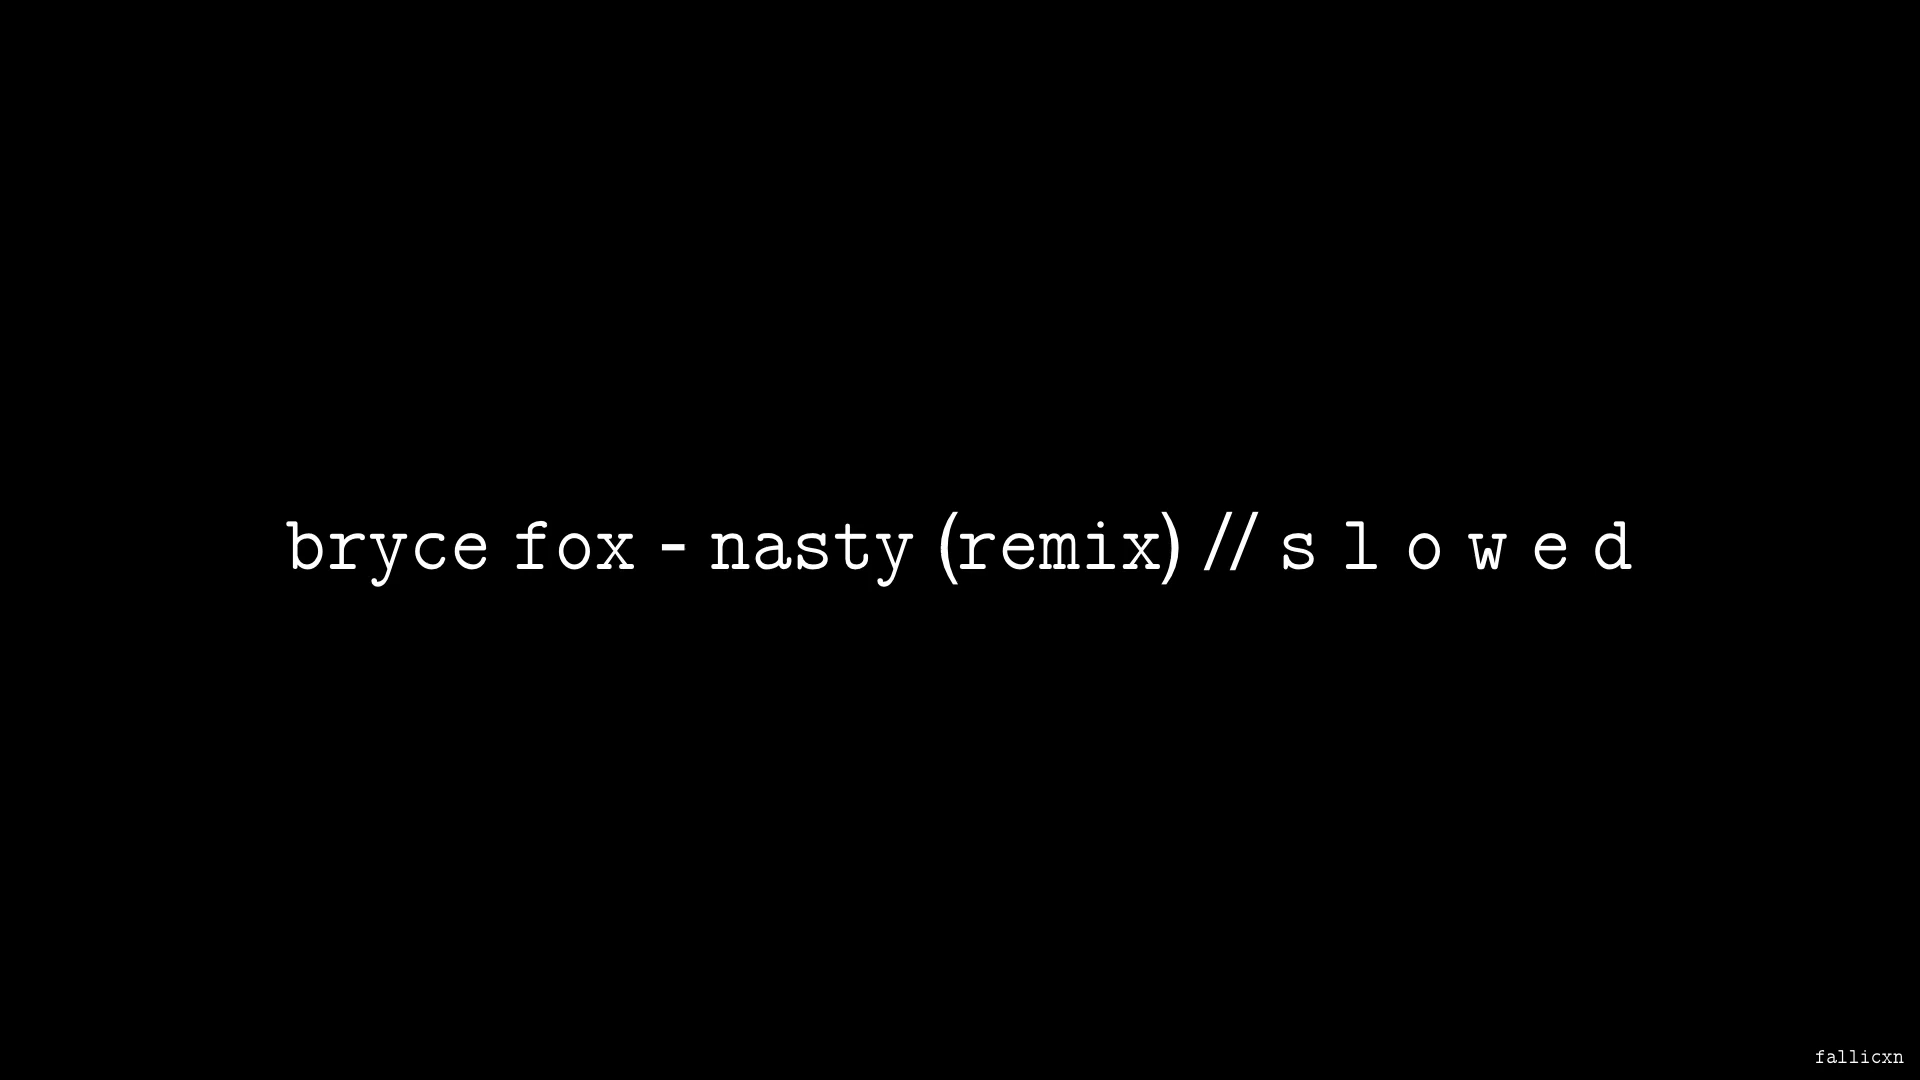 bryce fox - nasty (remix) // s l o w e d
fallicxn